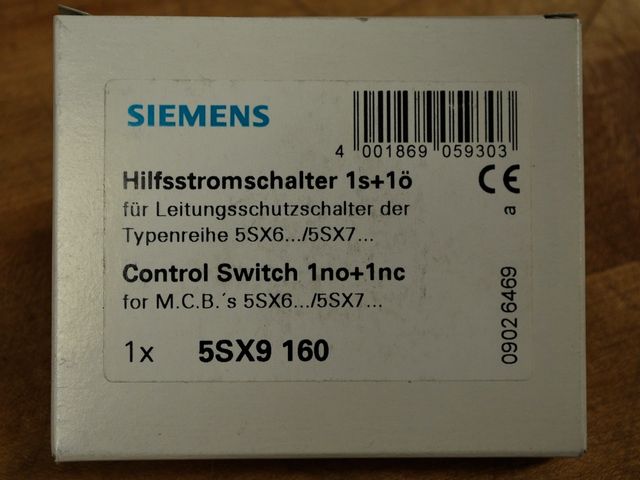 SIEMENS
4 001869 059303
Hilfsstromschalter 1s+1ö
CE
für Leitungsschutzschalter der
Typenreihe 5SX6.../5SX7...
a
Control Switch 1no+1nc
for M.C.B.´s 5SX6.../5SX7...
0902 6469
1x 5SX9 160